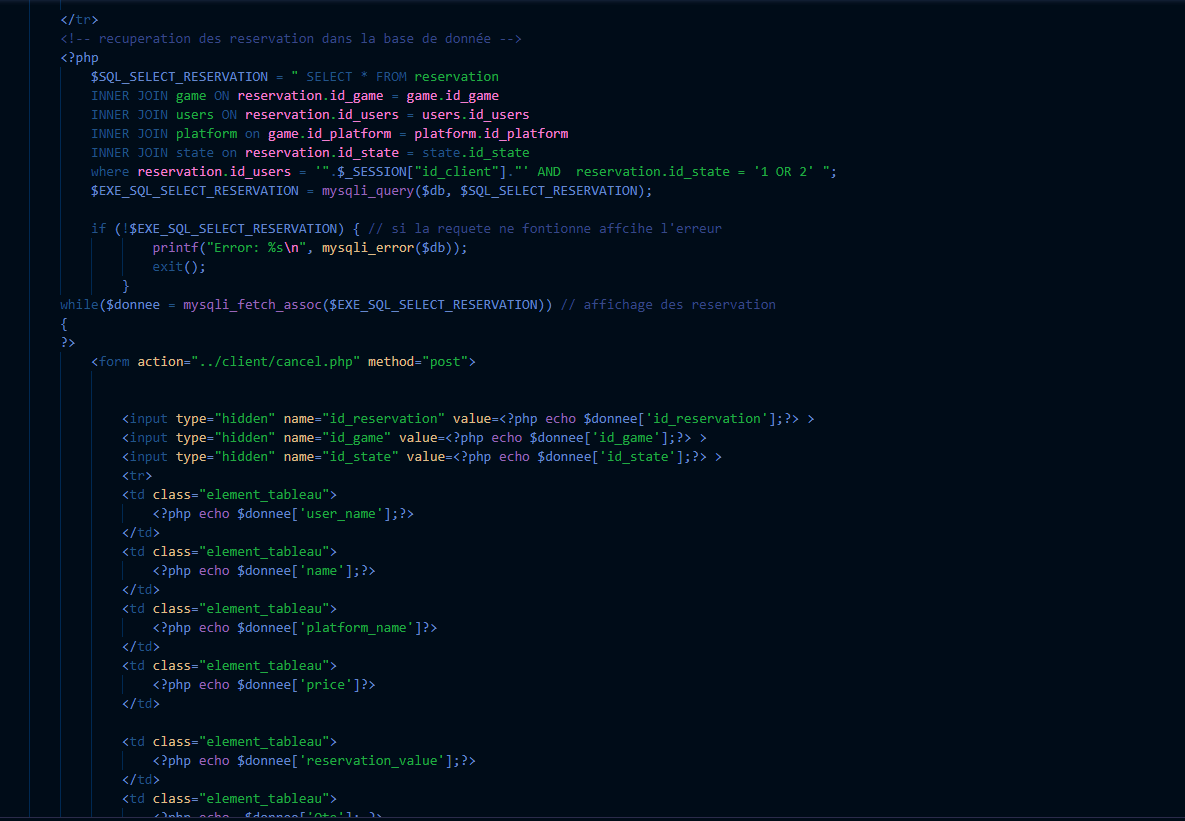 </tr>
<!-- recuperation des reservation dans la base de donnée -->
<?php
$SQL_SELECT_RESERVATION = " SELECT * FROM reservation
INNER JOIN game ON reservation.id_game = game.id_game
INNER JOIN users ON reservation.id_users = users.id_users
INNER JOIN platform on game.id_platform = platform.id_platform
INNER JOIN state on reservation.id_state = state.id_state
where reservation.id_users = '".$_SESSION["id_client"]."' AND  reservation.id_state = '1 OR 2' ";
$EXE_SQL_SELECT_RESERVATION = mysqli_query($db, $SQL_SELECT_RESERVATION);
if (!$EXE_SQL_SELECT_RESERVATION) { // si la requete ne fontionne affcihe l'erreur
printf("Error: %s\n", mysqli_error($db));
exit();
}
while($donnee = mysqli_fetch_assoc($EXE_SQL_SELECT_RESERVATION)) // affichage des reservation
{
?>
<form action="../client/cancel.php" method="post">
<input type="hidden" name="id_reservation" value=<?php echo $donnee['id_reservation'];?> >
<input type="hidden" name="id_game" value=<?php echo $donnee['id_game'];?> >
<input type="hidden" name="id_state" value=<?php echo $donnee['id_state'];?> >
<tr>
<td class="element_tableau">
<?php echo $donnee['user_name'];?>
</td>
<td class="element_tableau">
<?php echo $donnee['name'];?>
</td>
<td class="element_tableau">
<?php echo $donnee['platform_name']?>
</td>
<td class="element_tableau">
<?php echo $donnee['price']?>
</td>
<td class="element_tableau">
<?php echo $donnee['reservation_value'];?>
</td>
<td class="element_tableau">
<?php echo  $donnee['Qte']; ?>